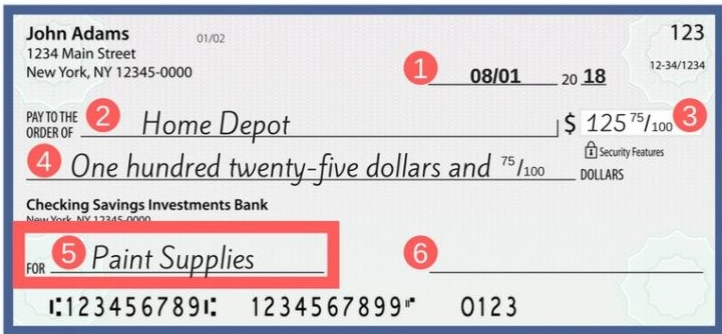 John Adams 01/02 123
1234 Main Street
New York, NY 12345-0000 12-34/1234
1 08/01 20 18
PAY TO THE
ORDER OF 2 Home Depot $ 125 75/100 3
Security Features
4 One hundred twenty-five dollars and 75/100 DOLLARS
Checking Savings Investments Bank
New York, NY 12345-0000
FOR 5 Paint Supplies 6
⑆123456789⑆ 1234567899⑈ 0123